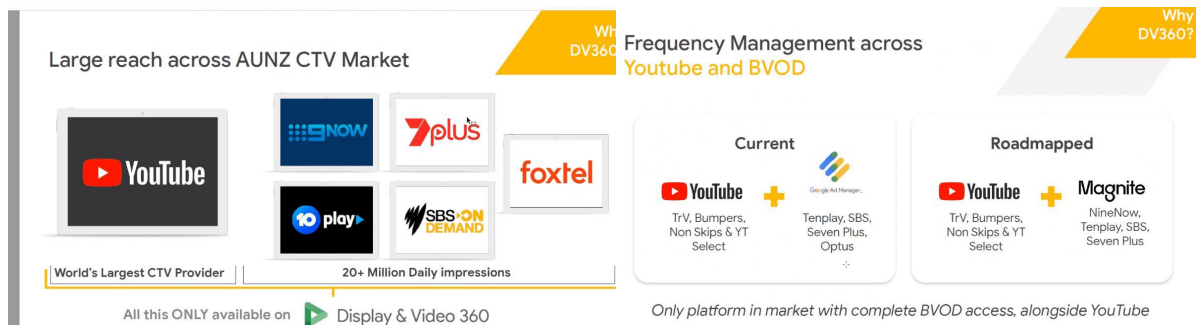 Wh
DV360
Large reach across AUNZ CTV Market
YouTube
9NOW
7plus
foxtel
10 play
SBS ON
DEMAND
World's Largest CTV Provider
20+ Million Daily impressions
All this ONLY available on Display & Video 360
Why
DV360?
Frequency Management across
Youtube and BVOD
Current
YouTube
Google Ad Manager
TrV, Bumpers,
Non Skips & YT
Select
Tenplay, SBS,
Seven Plus,
Optus
Roadmapped
YouTube
Magnite
TrV, Bumpers,
Non Skips & YT
Select
NineNow,
Tenplay, SBS,
Seven Plus
Only platform in market with complete BVOD access, alongside YouTube